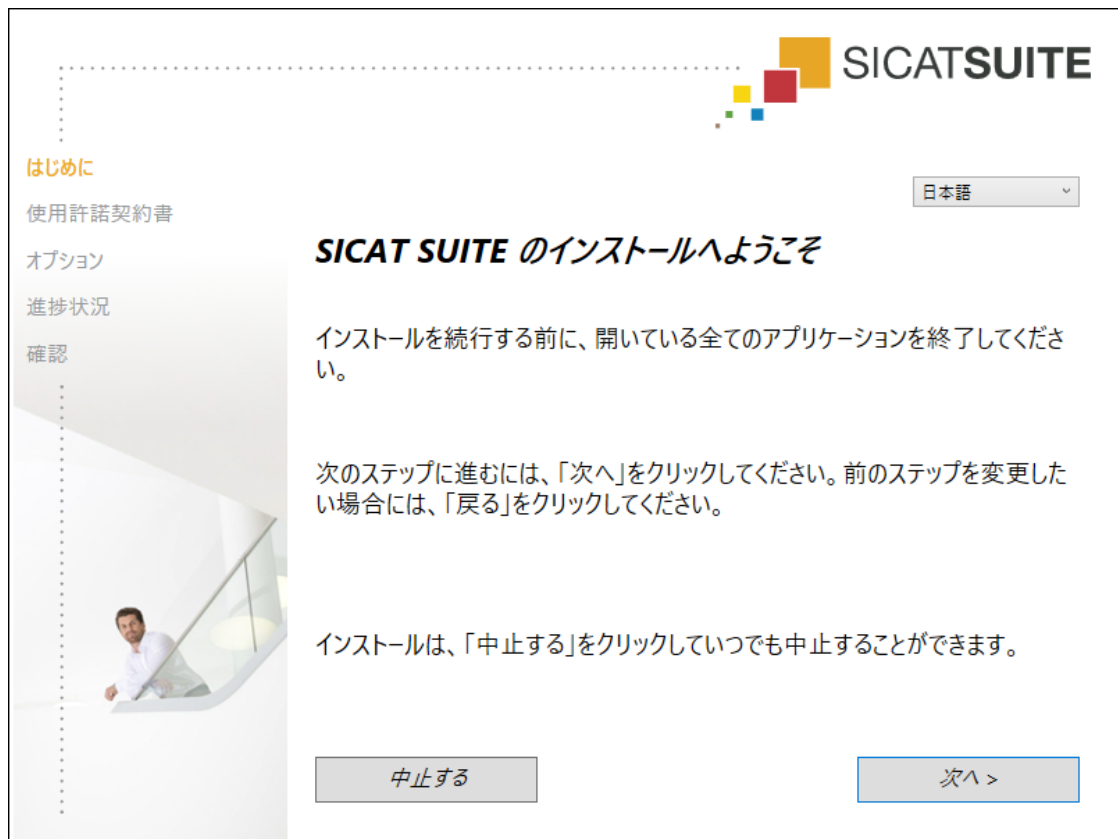 SICATSUITE
はじめに
使用許諾契約書
オプション
進捗状況
確認
日本語
SICAT SUITE のインストールへようこそ
インストールを続行する前に、開いている全てのアプリケーションを終了してくださ
い。
次のステップに進むには、「次へ」をクリックしてください。前のステップを変更した
い場合には、「戻る」をクリックしてください。
インストールは、「中止する」をクリックしていつでも中止することができます。
中止する
次へ >